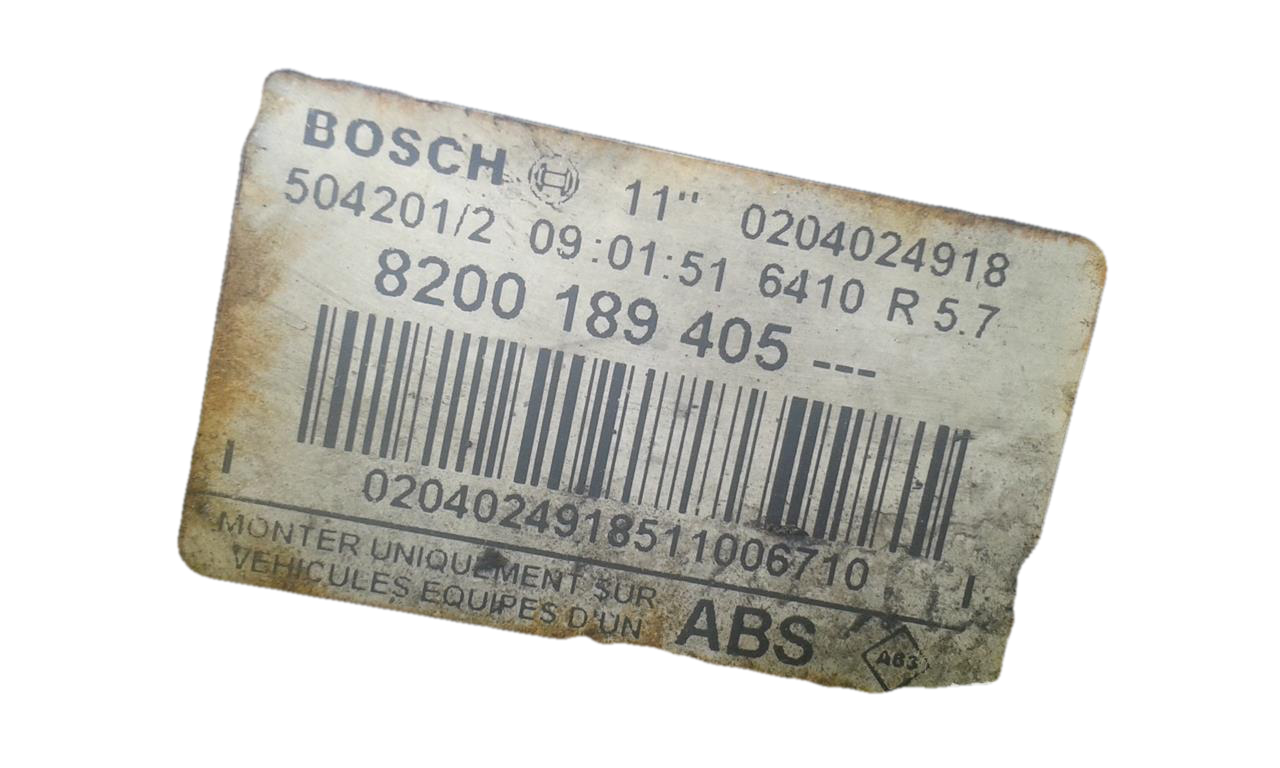 BOSCH 11" 0204024918
504201/2 09:01:51 6410 R 5.7
8200 189 405 ---
I 0204024918511006710 I
MONTER UNIQUEMENT SUR
VEHICULES EQUIPES D'UN ABS
A63